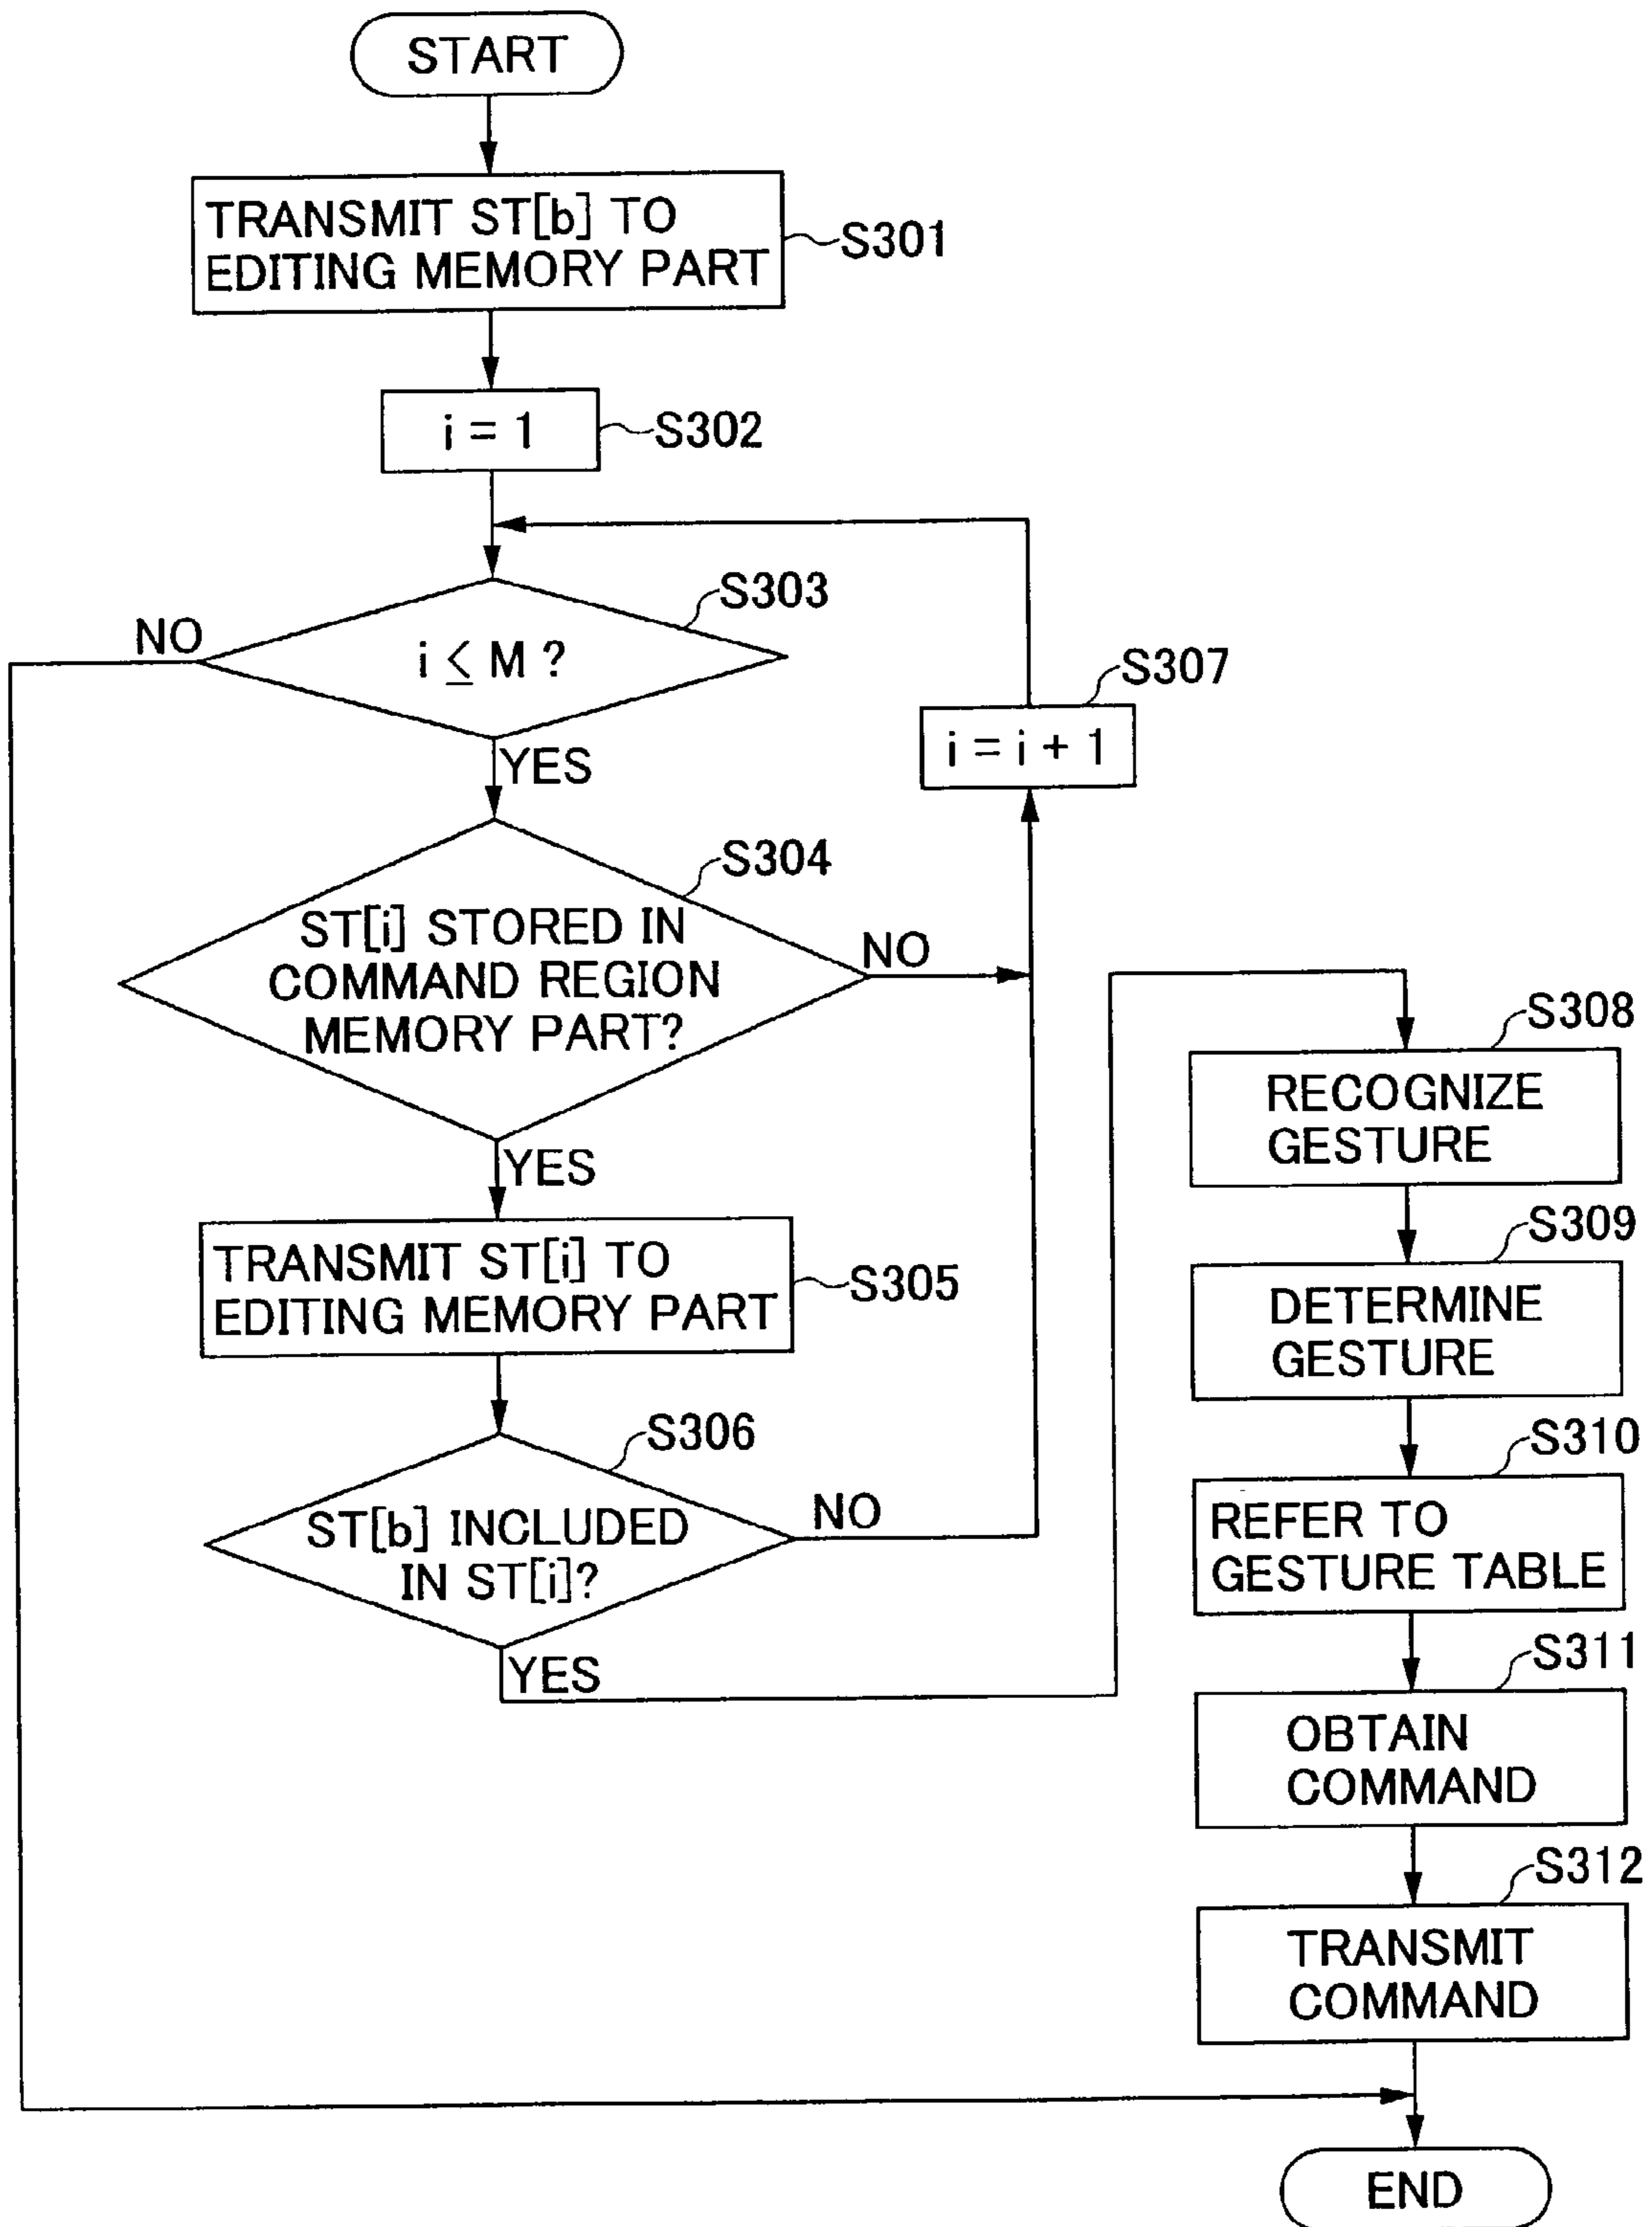 START
TRANSMIT ST[b] TO
EDITING MEMORY PART
S301
i = 1
S302
S303
NO
i ≤ M ?
YES
S307
i = i + 1
S304
ST[i] STORED IN
COMMAND REGION
MEMORY PART?
NO
YES
TRANSMIT ST[i] TO
EDITING MEMORY PART
S305
S306
ST[b] INCLUDED
IN ST[i]?
NO
YES
S308
RECOGNIZE
GESTURE
S309
DETERMINE
GESTURE
S310
REFER TO
GESTURE TABLE
S311
OBTAIN
COMMAND
S312
TRANSMIT
COMMAND
END